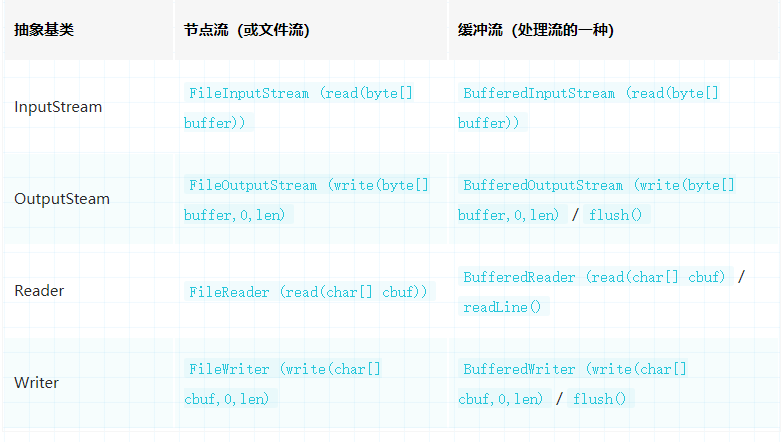 抽象基类 节点流（或文件流） 缓冲流（处理流的一种）
InputStream FileInputStream (read(byte[] buffer)) BufferedInputStream (read(byte[] buffer))
OutputSteam FileOutputStream (write(byte[] buffer,0,len) BufferedOutputStream (write(byte[] buffer,0,len) / flush()
Reader FileReader (read(char[] cbuf)) BufferedReader (read(char[] cbuf) / readLine()
Writer FileWriter (write(char[] cbuf,0,len) BufferedWriter (write(char[] cbuf,0,len) / flush()